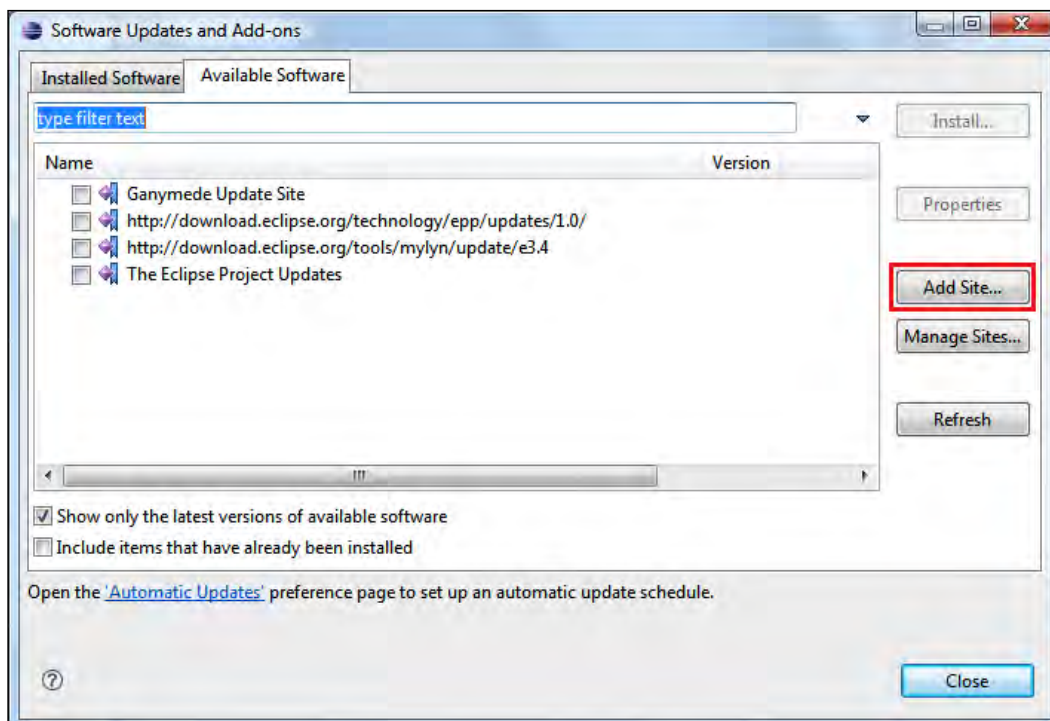 Software Updates and Add-ons
Installed Software Available Software
type filter text
Install...
Name Version
Ganymede Update Site
http://download.eclipse.org/technology/epp/updates/1.0/
http://download.eclipse.org/tools/mylyn/update/e3.4
The Eclipse Project Updates
Properties
Add Site...
Manage Sites...
Refresh
Show only the latest versions of available software
Include items that have already been installed
Open the 'Automatic Updates' preference page to set up an automatic update schedule.
Close